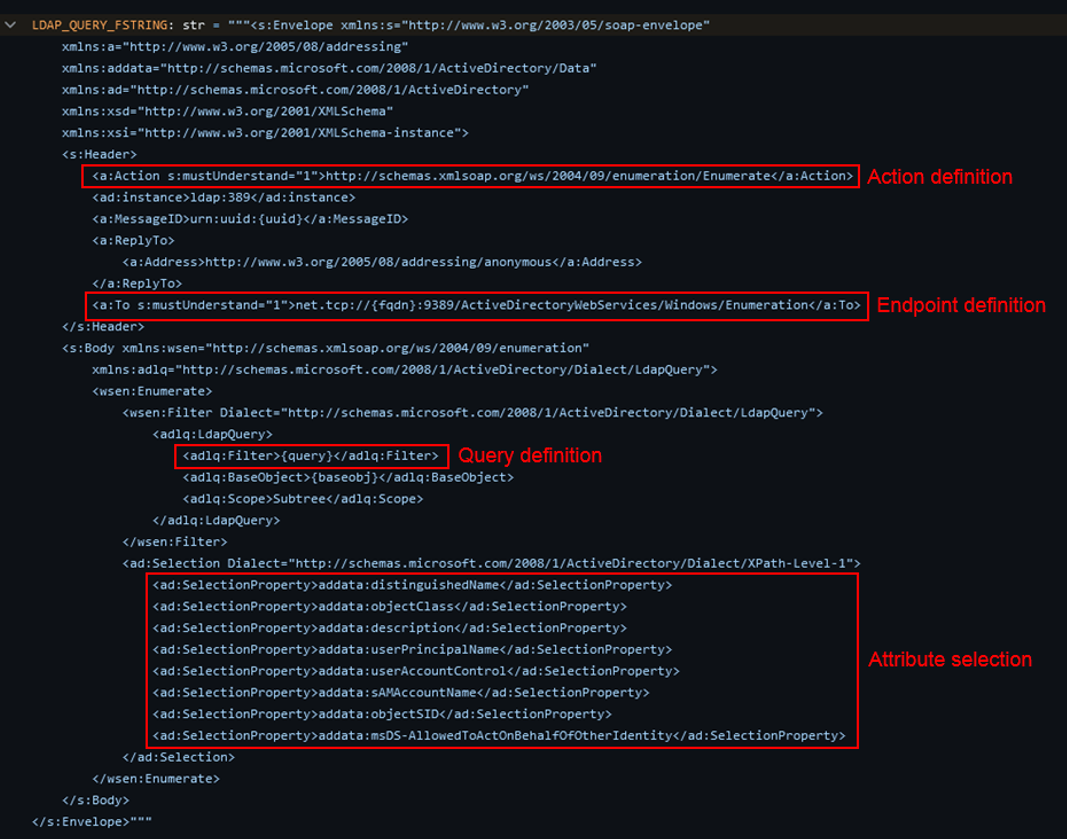 LDAP_QUERY_FSTRING: str = """<s:Envelope xmlns:s="http://www.w3.org/2003/05/soap-envelope"
xmlns:a="http://www.w3.org/2005/08/addressing"
xmlns:addata="http://schemas.microsoft.com/2008/1/ActiveDirectory/Data"
xmlns:ad="http://schemas.microsoft.com/2008/1/ActiveDirectory"
xmlns:xsd="http://www.w3.org/2001/XMLSchema"
xmlns:xsi="http://www.w3.org/2001/XMLSchema-instance">
<s:Header>
<a:Action s:mustUnderstand="1">http://schemas.xmlsoap.org/ws/2004/09/enumeration/Enumerate</a:Action> Action definition
<ad:instance>ldap:389</ad:instance>
<a:MessageID>urn:uuid:{uuid}</a:MessageID>
<a:ReplyTo>
<a:Address>http://www.w3.org/2005/08/addressing/anonymous</a:Address>
</a:ReplyTo>
<a:To s:mustUnderstand="1">net.tcp://{fqdn}:9389/ActiveDirectoryWebServices/Windows/Enumeration</a:To> Endpoint definition
</s:Header>
<s:Body xmlns:wsen="http://schemas.xmlsoap.org/ws/2004/09/enumeration"
xmlns:adlq="http://schemas.microsoft.com/2008/1/ActiveDirectory/Dialect/LdapQuery">
<wsen:Enumerate>
<wsen:Filter Dialect="http://schemas.microsoft.com/2008/1/ActiveDirectory/Dialect/LdapQuery">
<adlq:LdapQuery>
<adlq:Filter>{query}</adlq:Filter> Query definition
<adlq:BaseObject>{baseobj}</adlq:BaseObject>
<adlq:Scope>Subtree</adlq:Scope>
</adlq:LdapQuery>
</wsen:Filter>
<ad:Selection Dialect="http://schemas.microsoft.com/2008/1/ActiveDirectory/Dialect/XPath-Level-1">
<ad:SelectionProperty>addata:distinguishedName</ad:SelectionProperty>
<ad:SelectionProperty>addata:objectClass</ad:SelectionProperty>
<ad:SelectionProperty>addata:description</ad:SelectionProperty>
<ad:SelectionProperty>addata:userPrincipalName</ad:SelectionProperty>
Attribute selection
<ad:SelectionProperty>addata:userAccountControl</ad:SelectionProperty>
<ad:SelectionProperty>addata:sAMAccountName</ad:SelectionProperty>
<ad:SelectionProperty>addata:objectSID</ad:SelectionProperty>
<ad:SelectionProperty>addata:msDS-AllowedToActOnBehalfOfOtherIdentity</ad:SelectionProperty>
</ad:Selection>
</wsen:Enumerate>
</s:Body>
</s:Envelope>"""